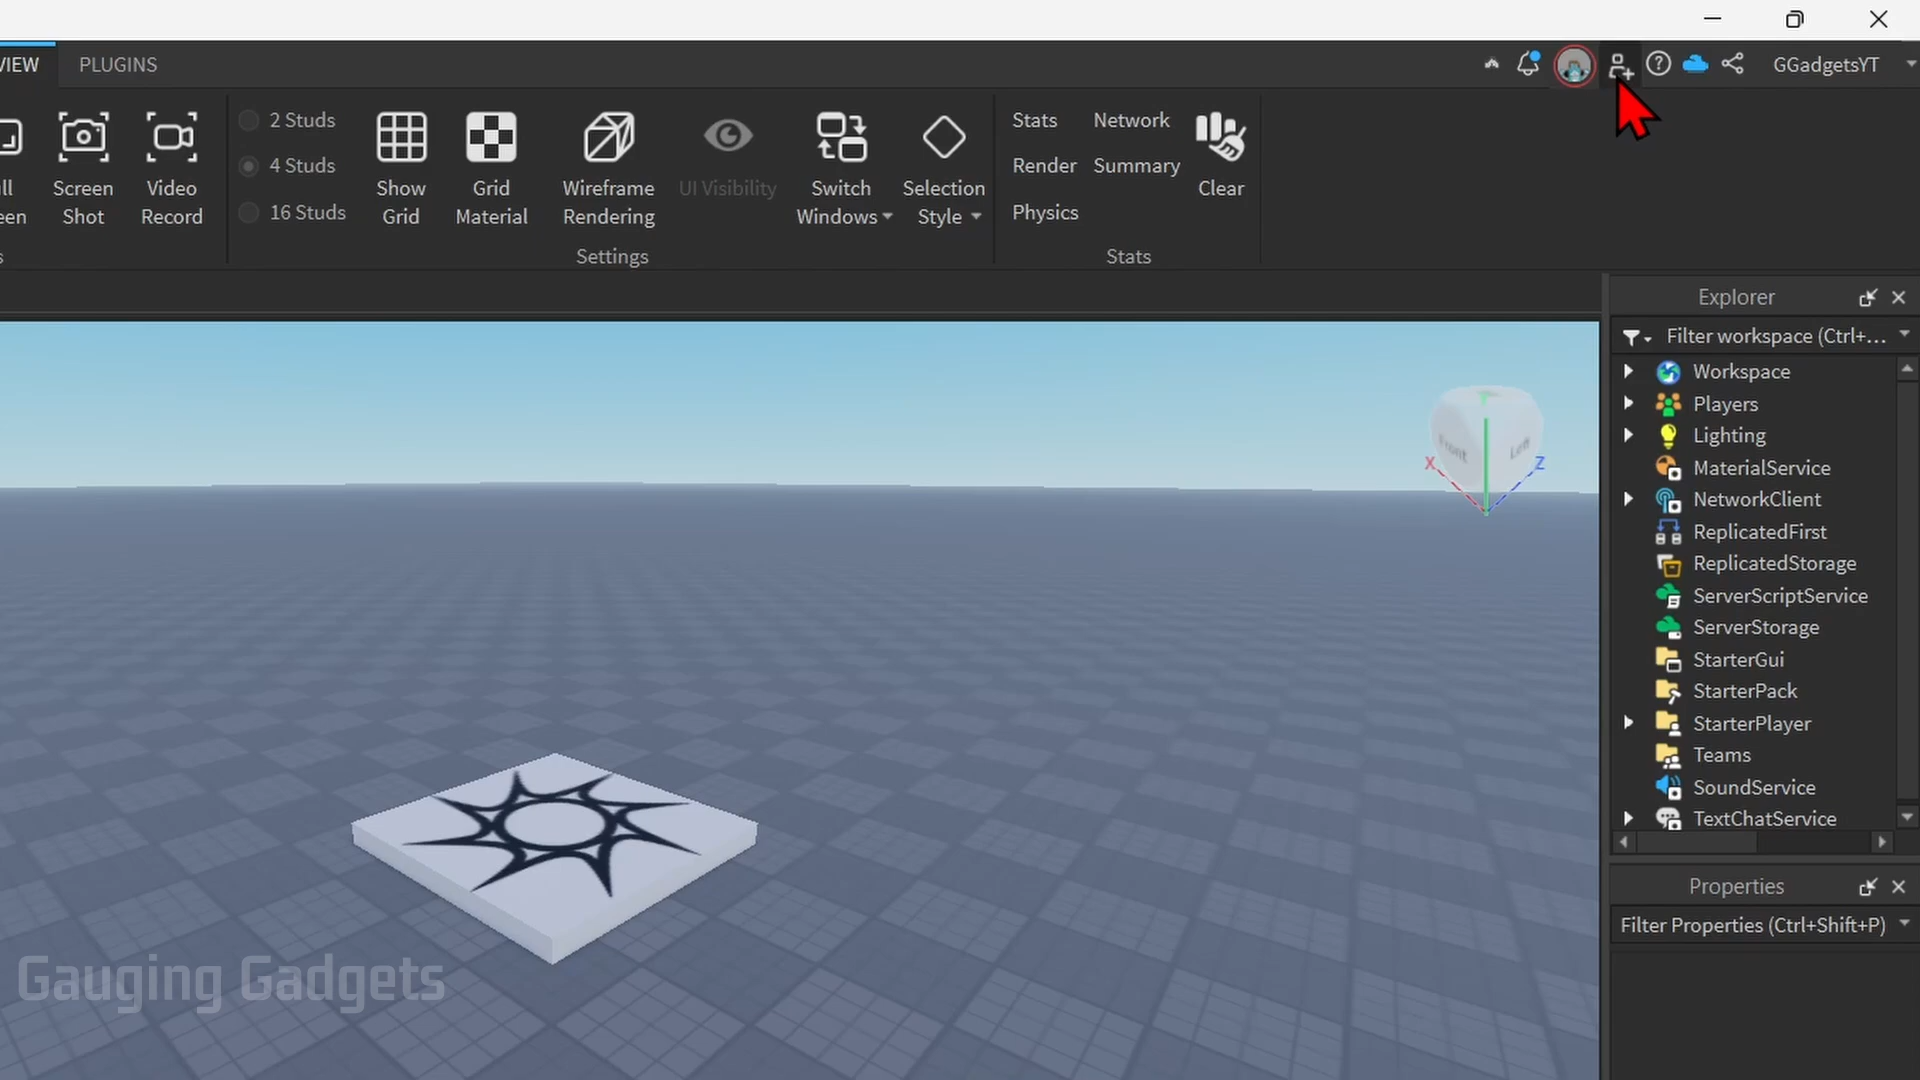 VIEW
PLUGINS
GGadgetsYT
Screen
Shot
Video
Record
2 Studs
4 Studs
16 Studs
Show
Grid
Grid
Material
Wireframe
Rendering
UI Visibility
Switch
Windows
Selection
Style
Settings
Stats
Network
Render
Summary
Physics
Clear
Stats
Explorer
Filter workspace (Ctrl+...
Workspace
Players
Lighting
MaterialService
NetworkClient
ReplicatedFirst
ReplicatedStorage
ServerScriptService
ServerStorage
StarterGui
StarterPack
StarterPlayer
Teams
SoundService
TextChatService
Properties
Filter Properties (Ctrl+Shift+P)
Front
Left
X
Z
Gauging Gadgets